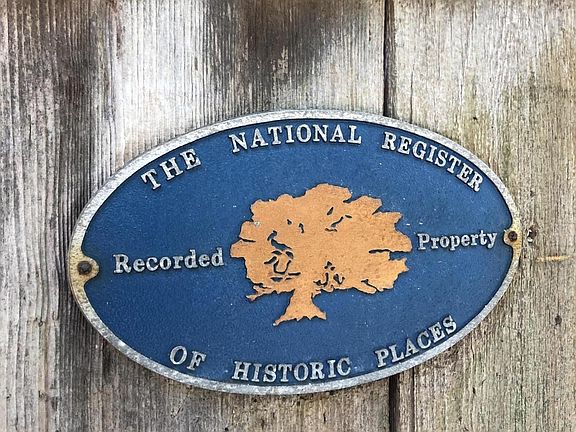 THE NATIONAL REGISTER
Recorded Property
OF HISTORIC PLACES